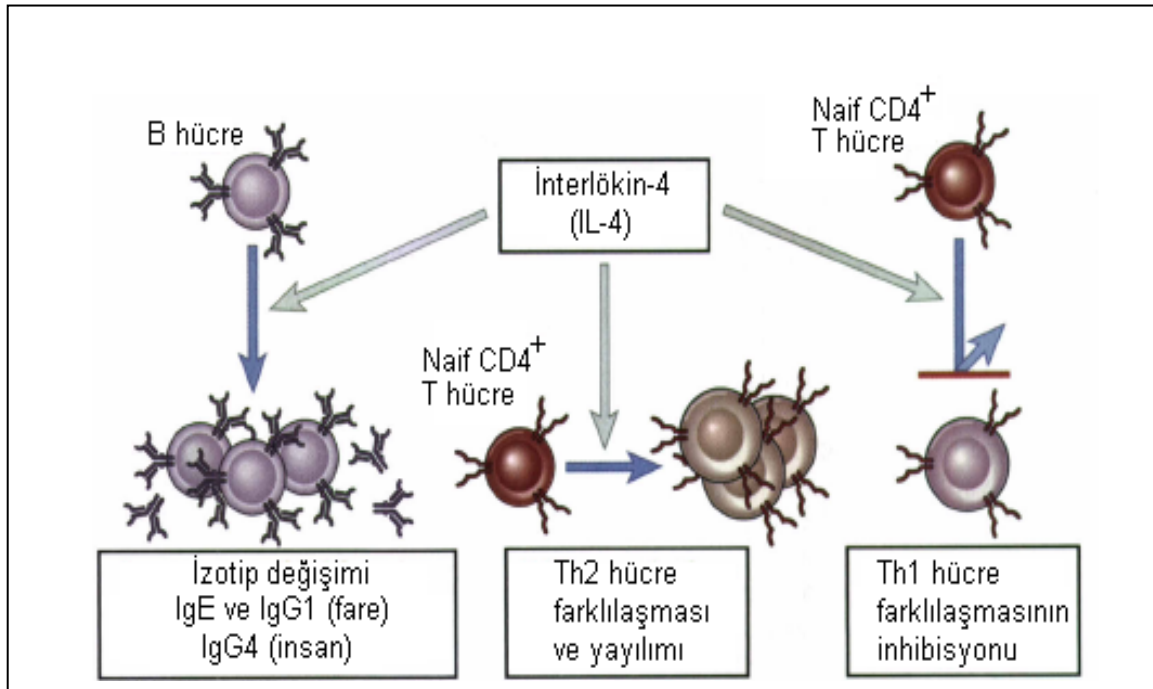 B hücre
Naif CD4+
T hücre
İnterlökin-4
(IL-4)
Naif CD4+
T hücre
İzotip değişimi
IgE ve IgG1 (fare)
IgG4 (insan)
Th2 hücre
farklılaşması
ve yayılımı
Th1 hücre
farklılaşmasının
inhibisyonu